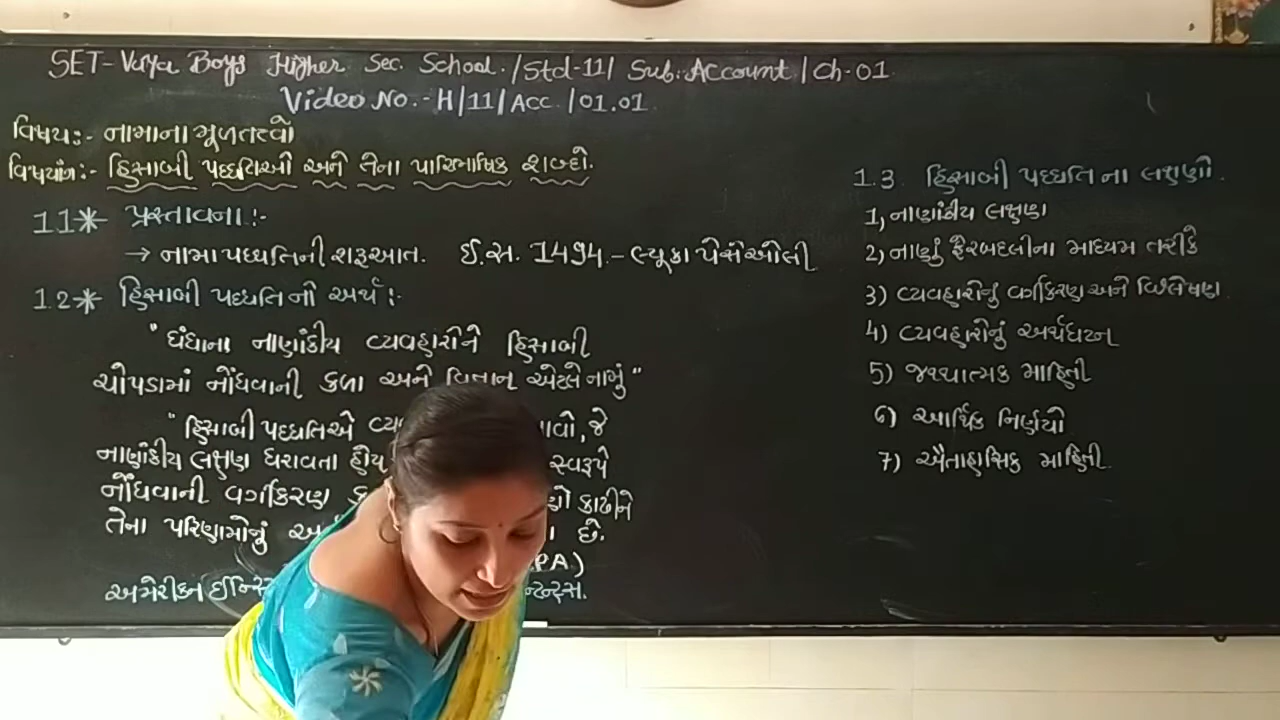 SET-Vidya Boys Higher Sec. School./Std-11/ Sub. Account / Ch-01
Video No.- H/11/Acc /01.01
વિષય:- નામાના મૂળતત્ત્વો
વિષયાંગ:- હિસાબી પદ્ધતિઓ અને તેના પારિભાષિક શબ્દો.
1.1* પ્રસ્તાવના :-
→ નામા પદ્ધતિની શરૂઆત. ઈ.સ. 1494 - લ્યૂકા પેસેઓલી
1.2* હિસાબી પદ્ધતિ નો અર્થ :-
"ધંધાના નાણાંકીય વ્યવહારોને હિસાબી
ચોપડામાં નોંધવાની કળા અને વિજ્ઞાન એટલે નામું"
"હિસાબી પદ્ધતિએ
નાણાંકીય લક્ષણ ધરાવતા હોય સ્વરૂપે
નોંધવાની વર્ગીકરણ કાઢીને
તેના પરિણામોનું છે.
અમેરીકન
1.3 હિસાબી પદ્ધતિ ના લક્ષણો.
1, નાણાંકીય લક્ષણ
2) નાણું ફેરબદલીના માધ્યમ તરીકે
3) વ્યવહારોનું વર્ગીકરણ અને વિશ્લેષણ
4) વ્યવહારોનું અર્થઘટન
5) જથ્થાત્મક માહિતી
6) આર્થિક નિર્ણયો
7) ઐતાહાસિક માહિતી